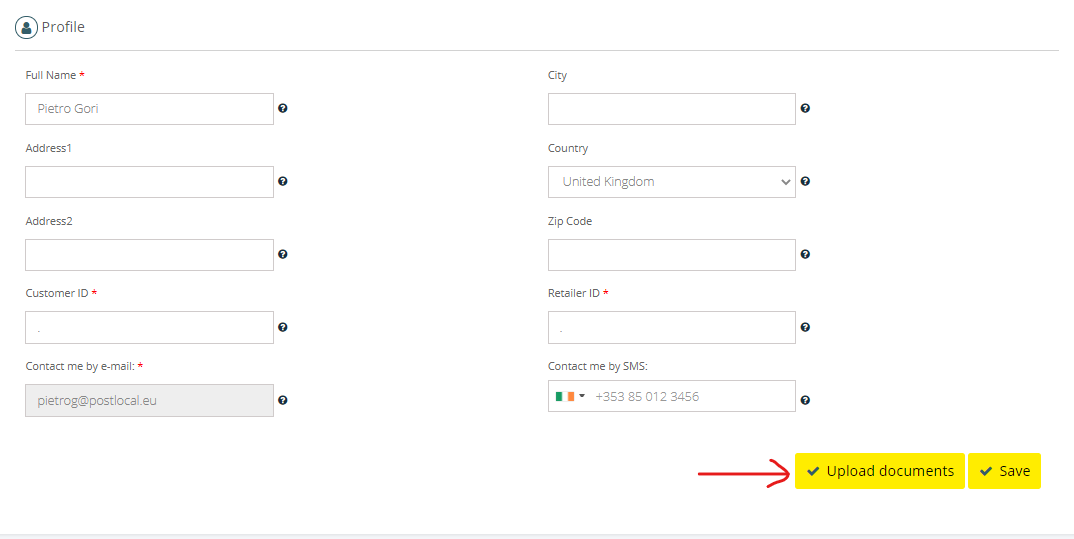 Profile
Full Name *
City
Pietro Gori
Address1
Country
United Kingdom
Address2
Zip Code
Customer ID *
Retailer ID *
.
.
Contact me by e-mail: *
Contact me by SMS:
pietrog@postlocal.eu
+353 85 012 3456
Upload documents
Save